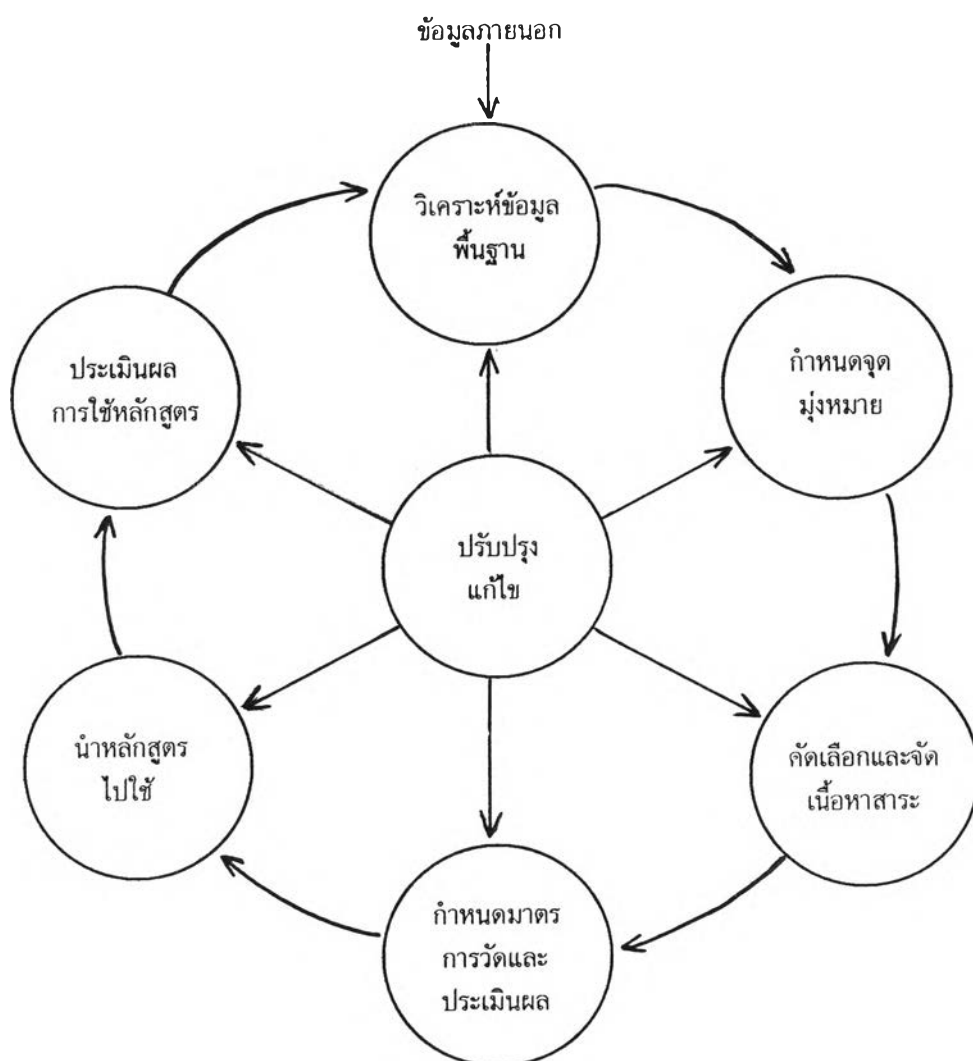 ข้อมูลภายนอก
วิเคราะห์ข้อมูล
พื้นฐาน
กำหนดจุด
มุ่งหมาย
คัดเลือกและจัด
เนื้อหาสาระ
กำหนดมาตร
การวัดและ
ประเมินผล
นำหลักสูตร
ไปใช้
ประเมินผล
การใช้หลักสูตร
ปรับปรุง
แก้ไข